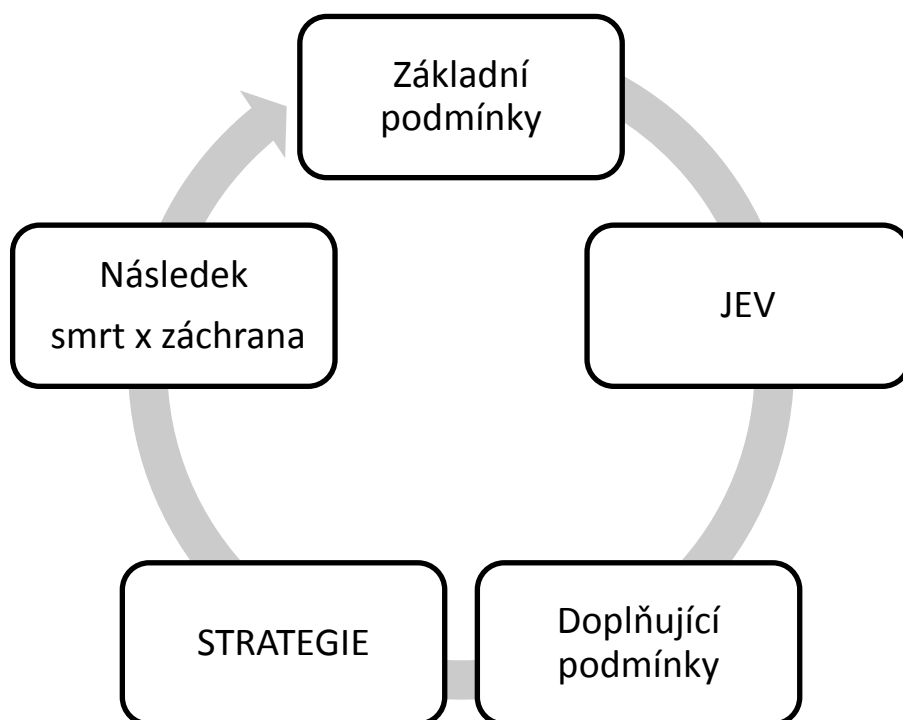 Základní
podmínky
JEV
Doplňující
podmínky
STRATEGIE
Následek
smrt x záchrana